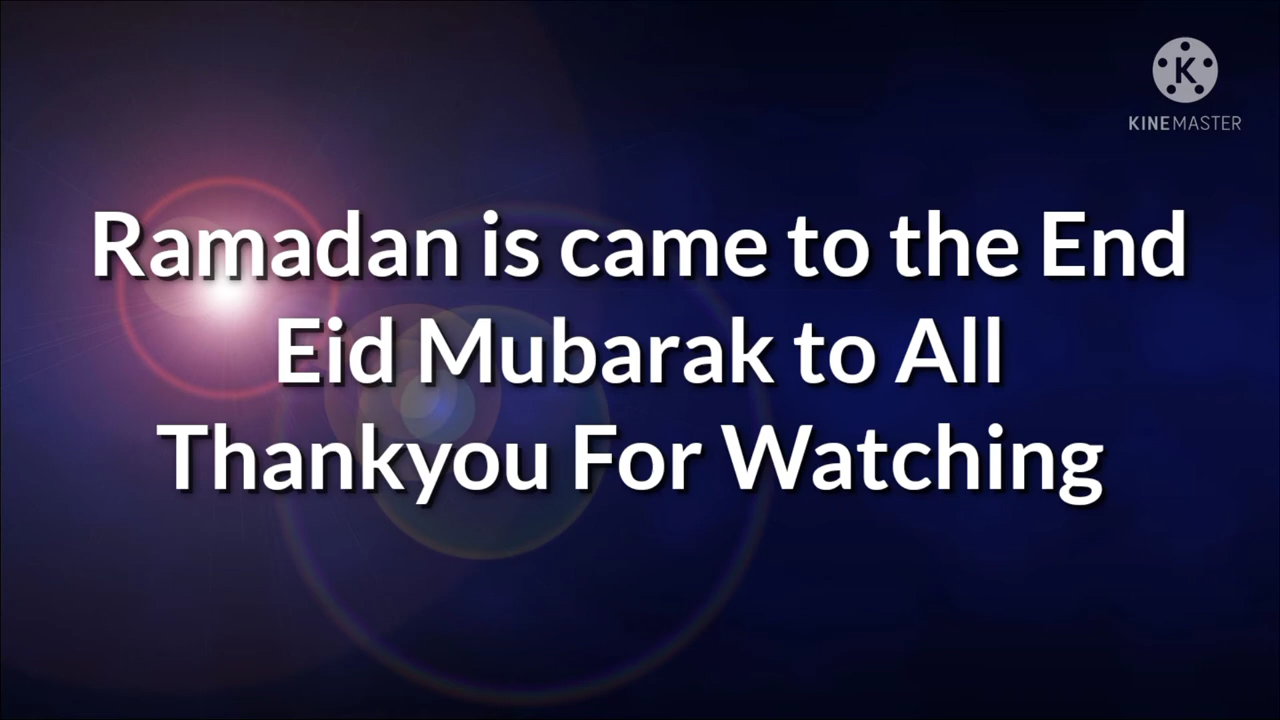 K
KINEMASTER
Ramadan is came to the End
Eid Mubarak to All
Thankyou For Watching